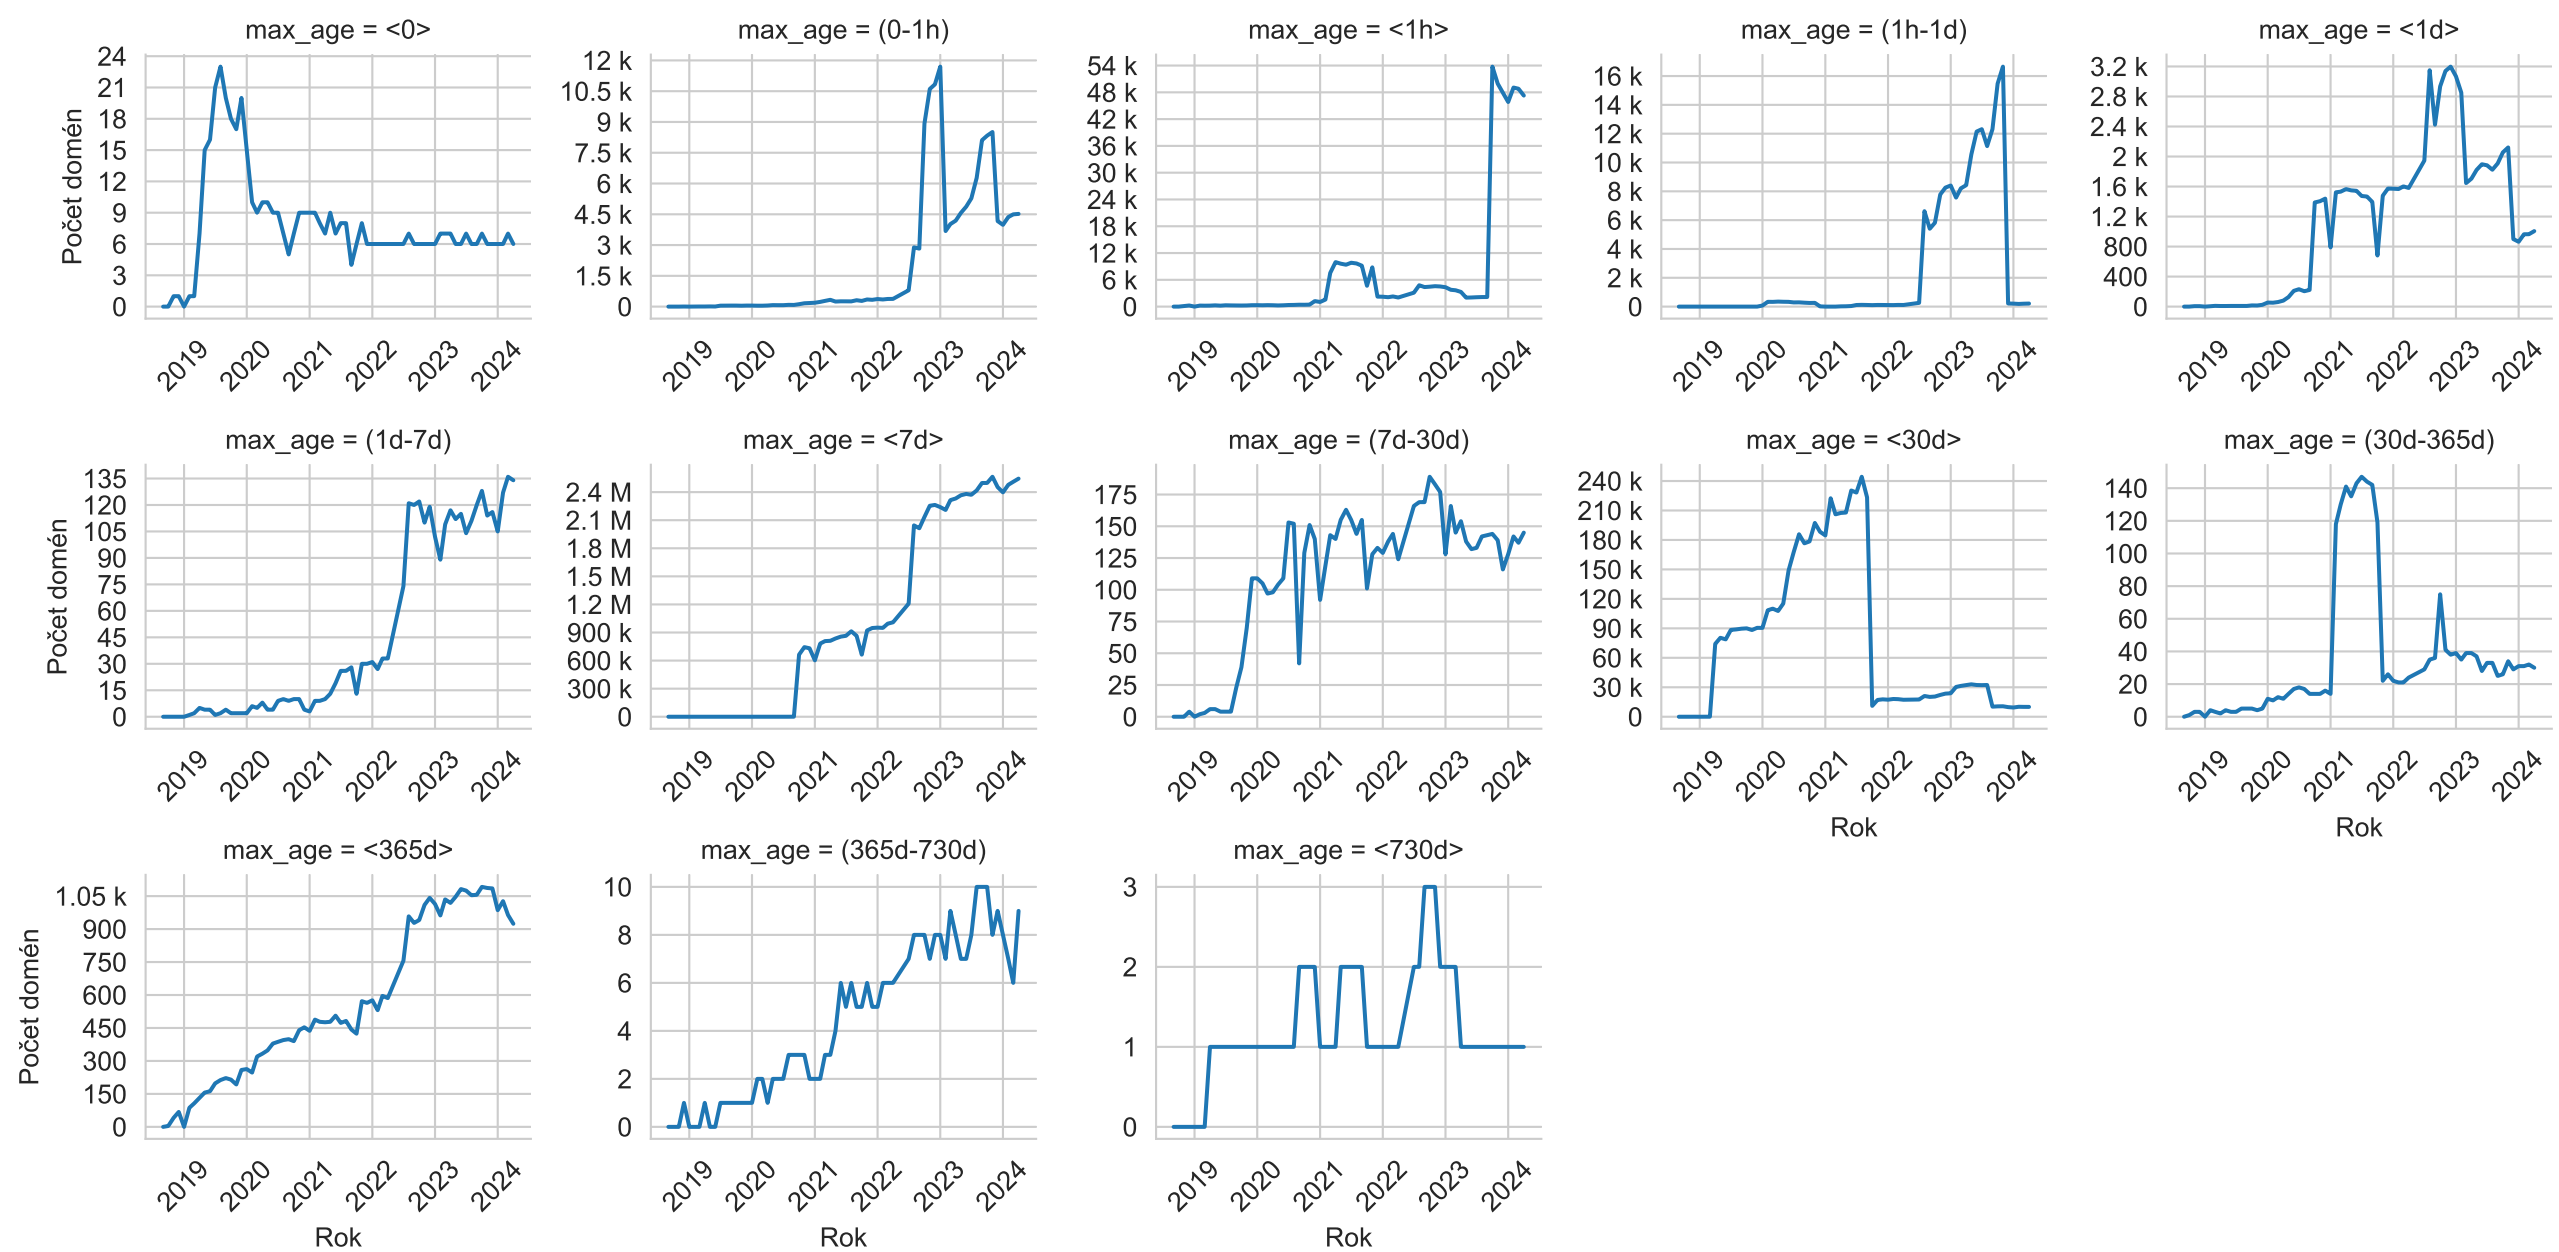 max_age = <0>
24
21
18
15
12
9
6
3
0
Počet domén
2019 2020 2021 2022 2023 2024
max_age = (0-1h)
12 k
10.5 k
9 k
7.5 k
6 k
4.5 k
3 k
1.5 k
0
2019 2020 2021 2022 2023 2024
max_age = <1h>
54 k
48 k
42 k
36 k
30 k
24 k
18 k
12 k
6 k
0
2019 2020 2021 2022 2023 2024
max_age = (1h-1d)
16 k
14 k
12 k
10 k
8 k
6 k
4 k
2 k
0
2019 2020 2021 2022 2023 2024
max_age = <1d>
3.2 k
2.8 k
2.4 k
2 k
1.6 k
1.2 k
800
400
0
2019 2020 2021 2022 2023 2024
max_age = (1d-7d)
135
120
105
90
75
60
45
30
15
0
Počet domén
2019 2020 2021 2022 2023 2024
max_age = <7d>
2.4 M
2.1 M
1.8 M
1.5 M
1.2 M
900 k
600 k
300 k
0
2019 2020 2021 2022 2023 2024
max_age = (7d-30d)
175
150
125
100
75
50
25
0
2019 2020 2021 2022 2023 2024
max_age = <30d>
240 k
210 k
180 k
150 k
120 k
90 k
60 k
30 k
0
2019 2020 2021 2022 2023 2024
Rok
max_age = (30d-365d)
140
120
100
80
60
40
20
0
2019 2020 2021 2022 2023 2024
Rok
max_age = <365d>
1.05 k
900
750
600
450
300
150
0
Počet domén
2019 2020 2021 2022 2023 2024
Rok
max_age = (365d-730d)
10
8
6
4
2
0
2019 2020 2021 2022 2023 2024
Rok
max_age = <730d>
3
2
1
0
2019 2020 2021 2022 2023 2024
Rok